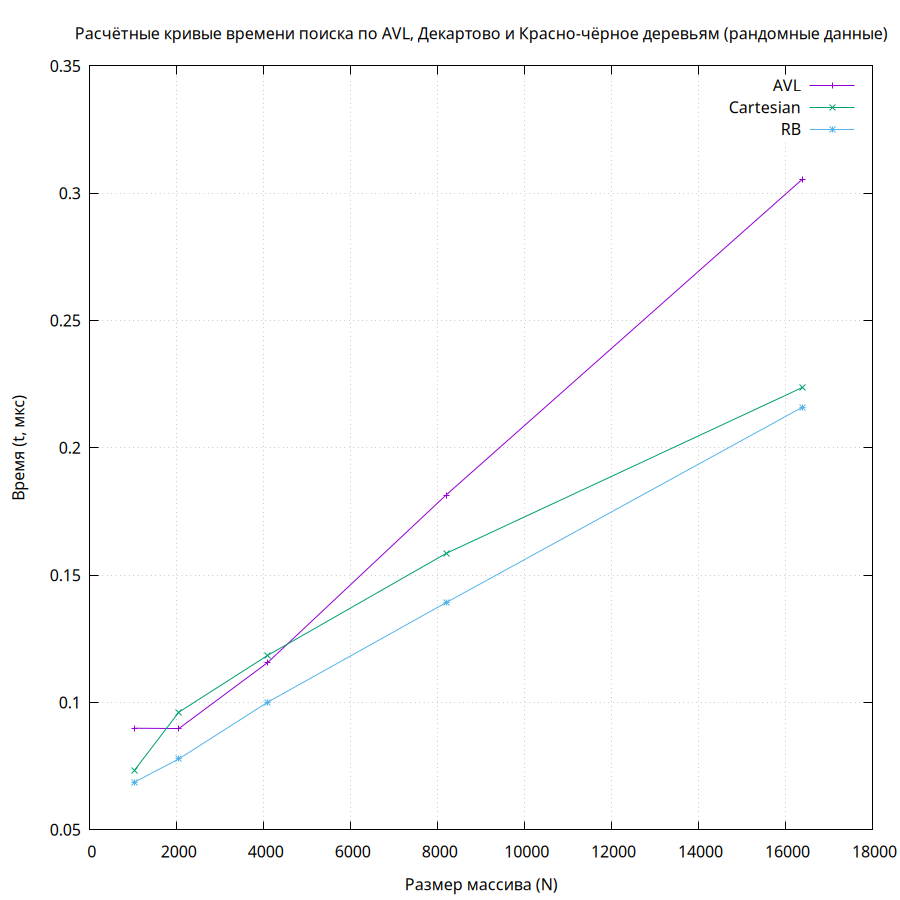 Расчётные кривые времени поиска по AVL, Декартово и Красно-чёрное деревьям (рандомные данные)
0.35
AVL
Cartesian
RB
0.3
0.25
0.2
Время (t, мкс)
0.15
0.1
0.05
0 2000 4000 6000 8000 10000 12000 14000 16000 18000
Размер массива (N)